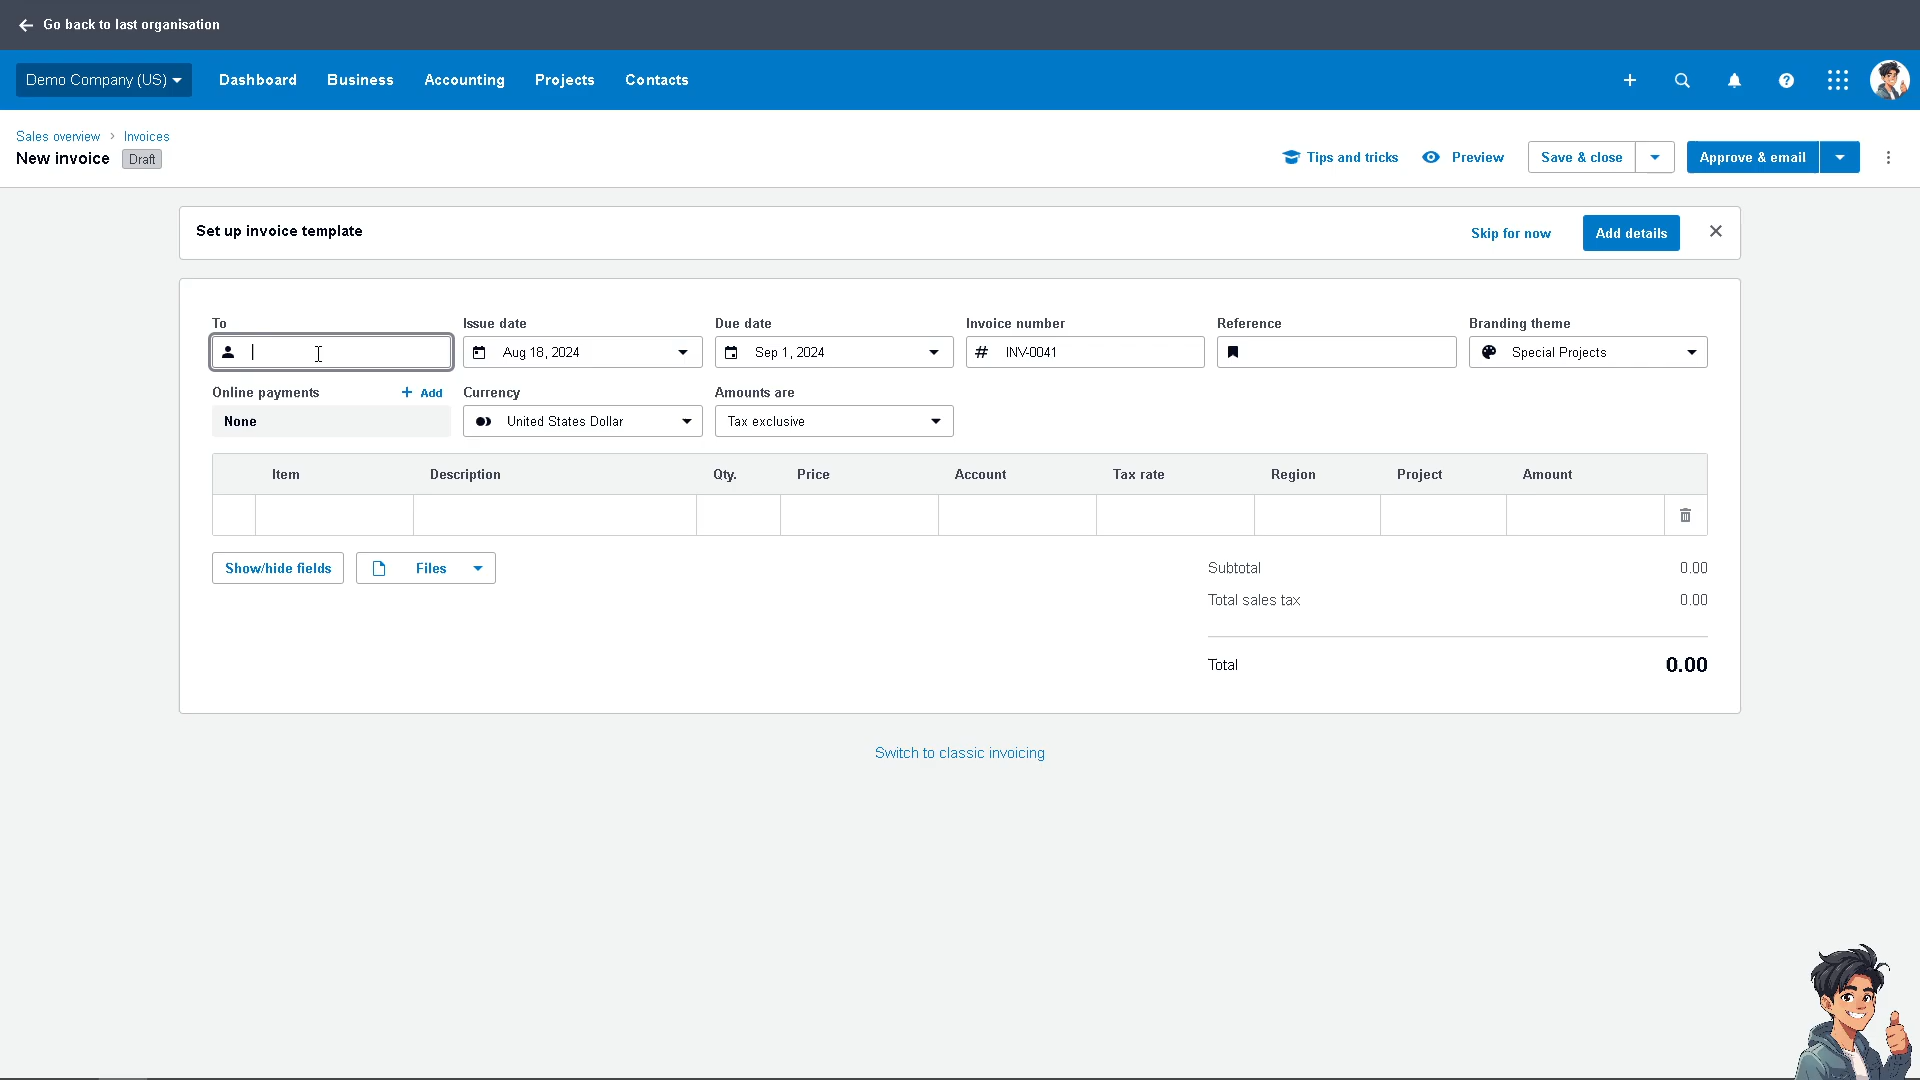 Go back to last organisation
Demo Company (US) Dashboard Business Accounting Projects Contacts
Sales overview Invoices
New invoice Draft
Tips and tricks Preview Save & close Approve & email
Set up invoice template Skip for now Add details
To Issue date Due date Invoice number Reference Branding theme
Aug 18, 2024 Sep 1, 2024 # INV-0041 Special Projects
Online payments + Add Currency Amounts are
None United States Dollar Tax exclusive
Item Description Qty. Price Account Tax rate Region Project Amount
Show/hide fields Files
Subtotal 0.00
Total sales tax 0.00
Total 0.00
Switch to classic invoicing